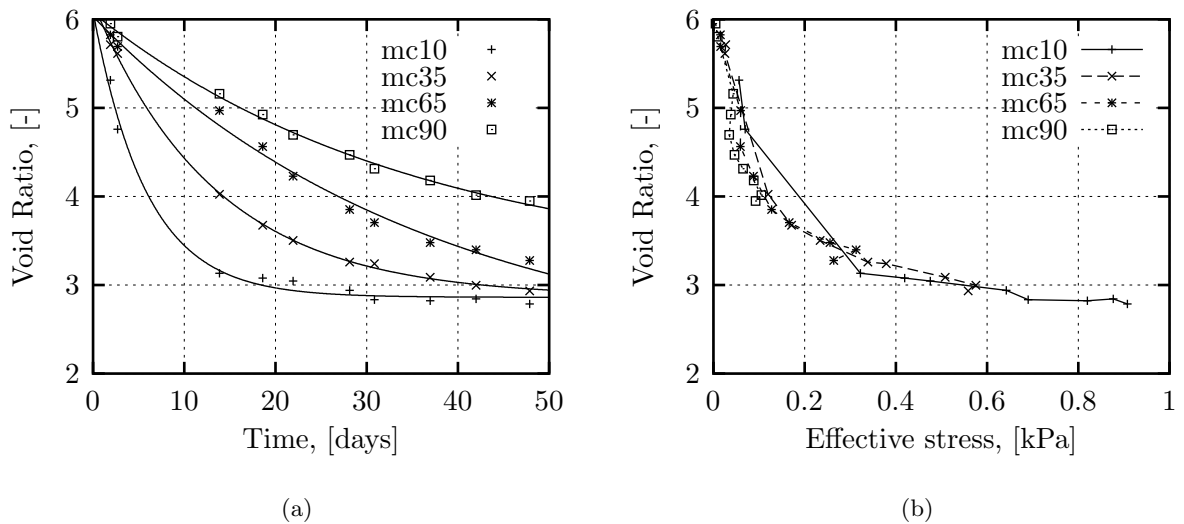 6
5
4
3
2
Void Ratio, [-]
0 10 20 30 40 50
Time, [days]
mc10
mc35
mc65
mc90
(a)
6
5
4
3
2
Void Ratio, [-]
0 0.2 0.4 0.6 0.8 1
Effective stress, [kPa]
mc10
mc35
mc65
mc90
(b)